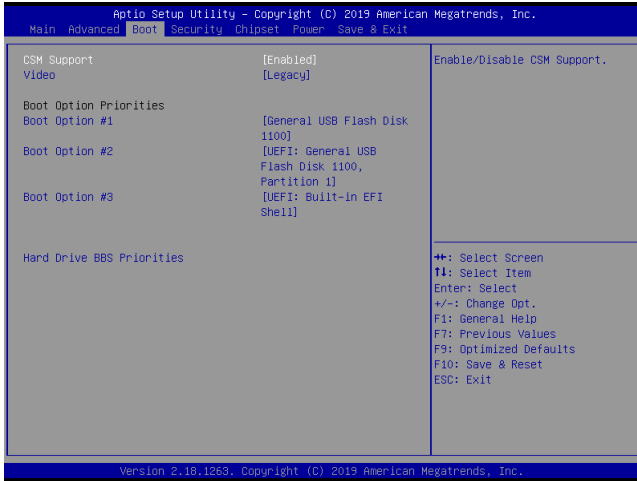 Aptio Setup Utility - Copyright (C) 2019 American Megatrends, Inc.
Main Advanced Boot Security Chipset Power Save & Exit
CSM Support [Enabled]
Video [Legacy]
Boot Option Priorities
Boot Option #1 [General USB Flash Disk
1100]
Boot Option #2 [UEFI: General USB
Flash Disk 1100,
Partition 1]
Boot Option #3 [UEFI: Built-in EFI
Shell]
Hard Drive BBS Priorities
Enable/Disable CSM Support.
→←: Select Screen
↑↓: Select Item
Enter: Select
+/-: Change Opt.
F1: General Help
F7: Previous Values
F9: Optimized Defaults
F10: Save & Reset
ESC: Exit
Version 2.18.1263. Copyright (C) 2019 American Megatrends, Inc.